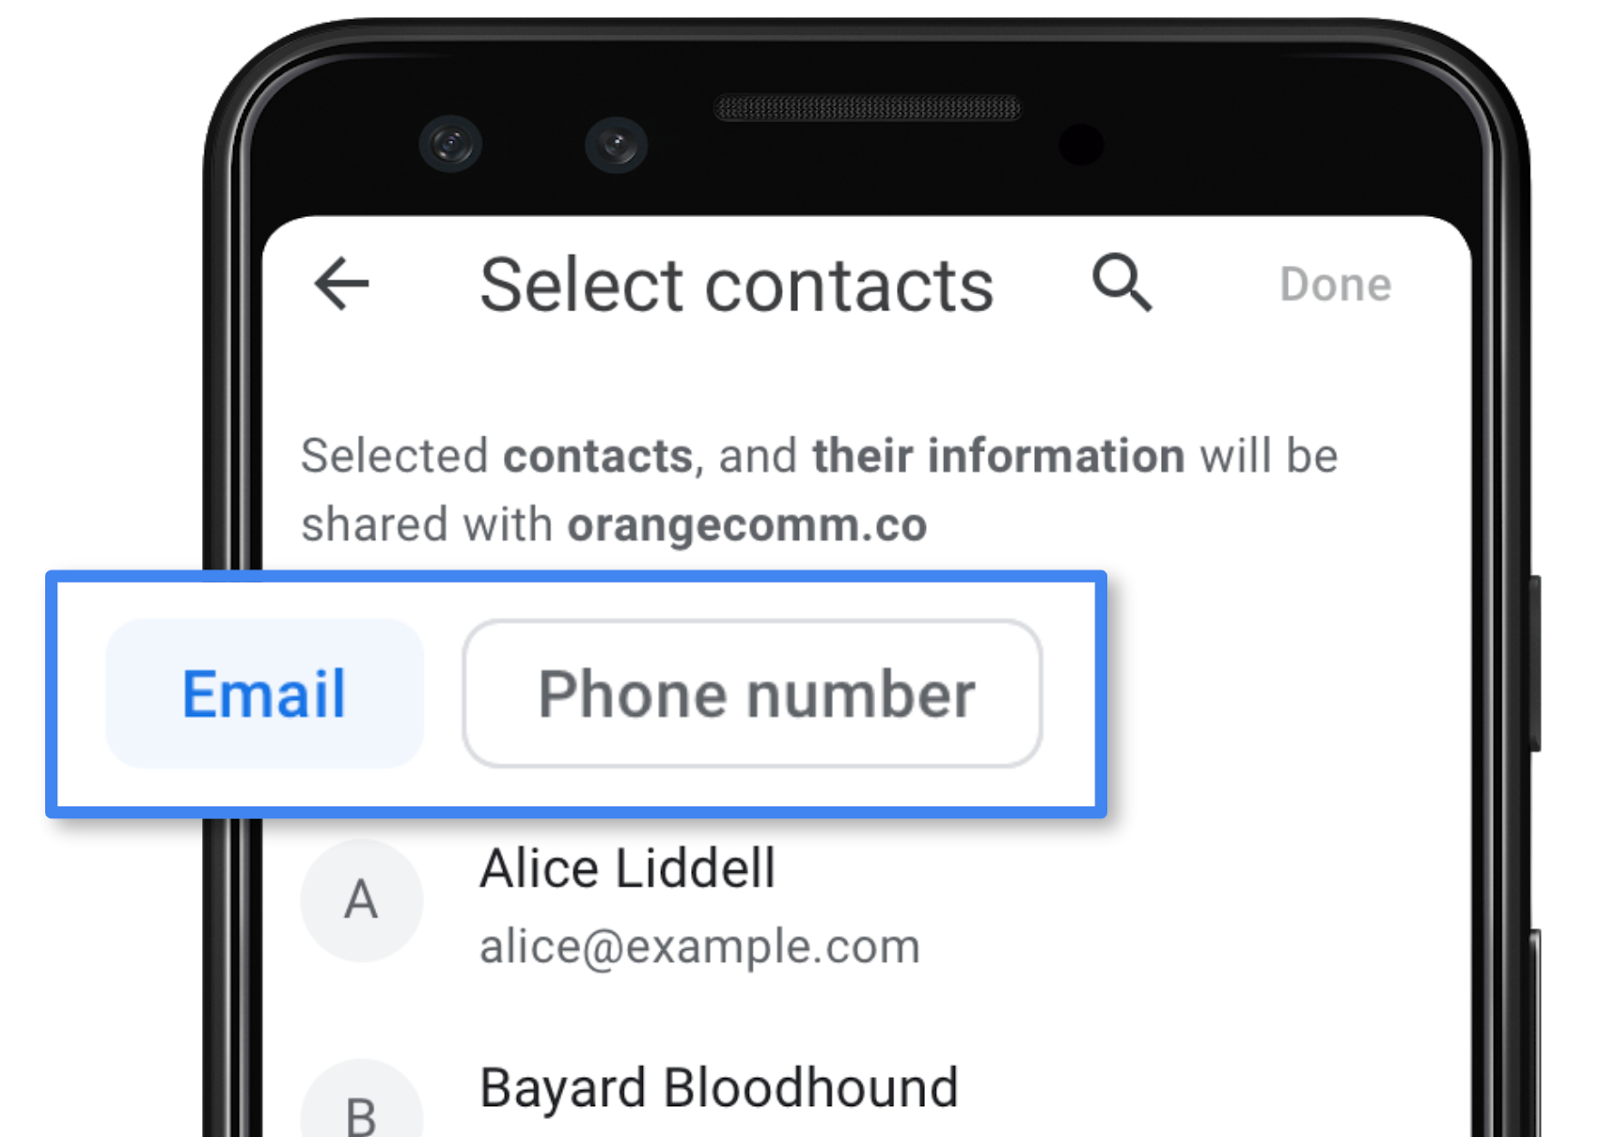 Select contacts
Done
Selected contacts, and their information will be
shared with orangecomm.co
Email
Phone number
A
Alice Liddell
alice@example.com
B
Bayard Bloodhound